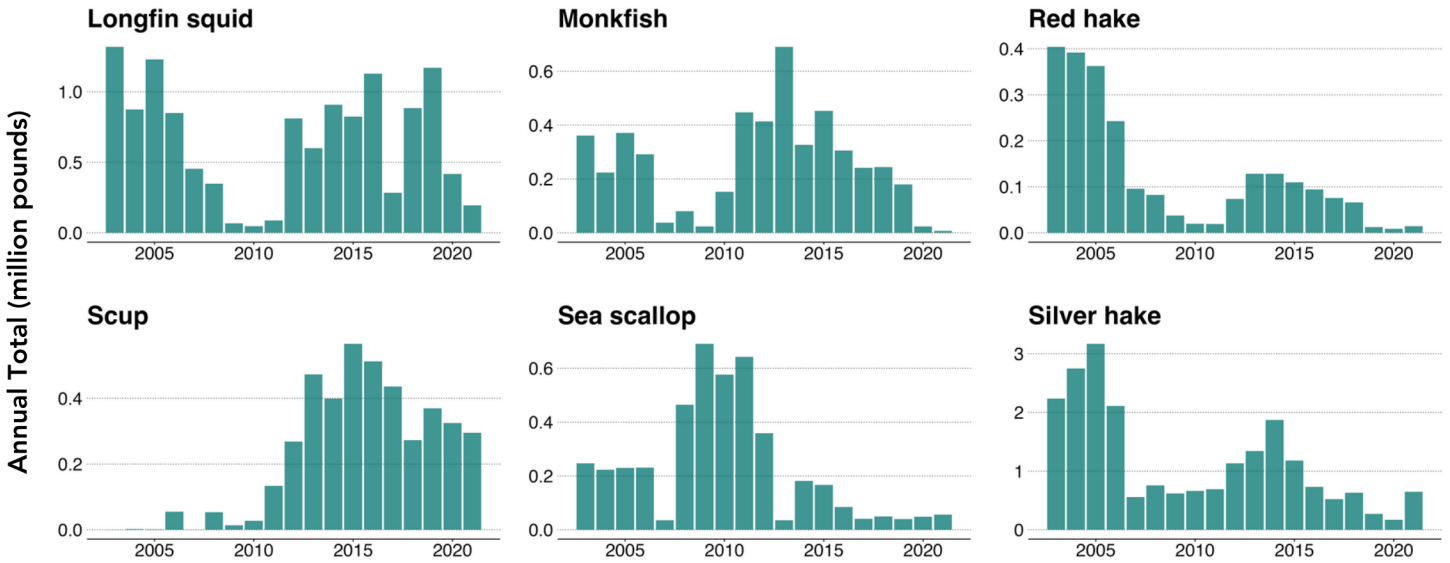 Annual Total (million pounds)
Longfin squid
1.0
0.5
0.0
2005 2010 2015 2020
Monkfish
0.6
0.4
0.2
0.0
2005 2010 2015 2020
Red hake
0.4
0.3
0.2
0.1
0.0
2005 2010 2015 2020
Scup
0.4
0.2
0.0
2005 2010 2015 2020
Sea scallop
0.6
0.4
0.2
0.0
2005 2010 2015 2020
Silver hake
3
2
1
0
2005 2010 2015 2020